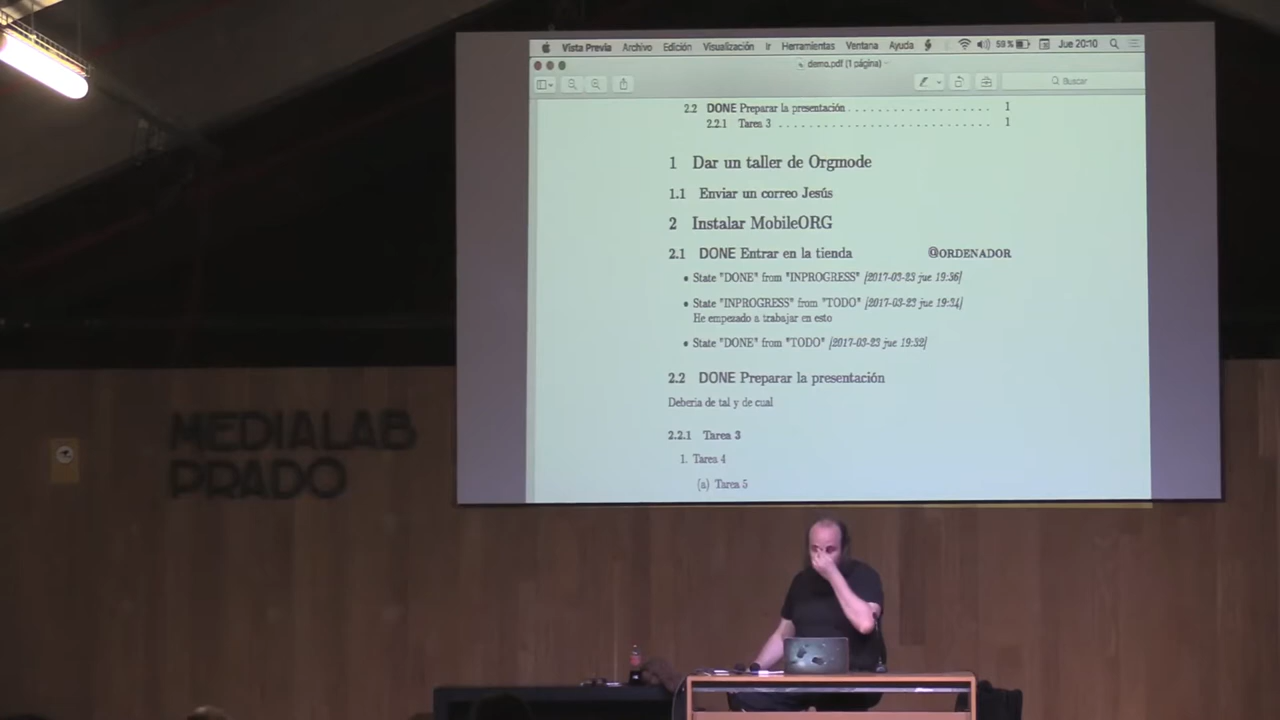 Vista Previa Archivo Edición Visualización Ir Herramientas Ventana Ayuda 59% Jue 20:10
demo.pdf (1 página)
Buscar
2.2 DONE Preparar la presentación . . . . . . . . . . . . . . . . . . . . 1
2.2.1 Tarea 3 . . . . . . . . . . . . . . . . . . . . . . . . . . . . . 1
1 Dar un taller de Orgmode
1.1 Enviar un correo Jesús
2 Instalar MobileORG
2.1 DONE Entrar en la tienda @ORDENADOR
• State "DONE" from "INPROGRESS" [2017-03-23 jue 19:36]
• State "INPROGRESS" from "TODO" [2017-03-23 jue 19:34]
He empezado a trabajar en esto
• State "DONE" from "TODO" [2017-03-23 jue 19:32]
2.2 DONE Preparar la presentación
Deberia de tal y de cual
2.2.1 Tarea 3
1. Tarea 4
(a) Tarea 5
MEDIALAB
PRADO